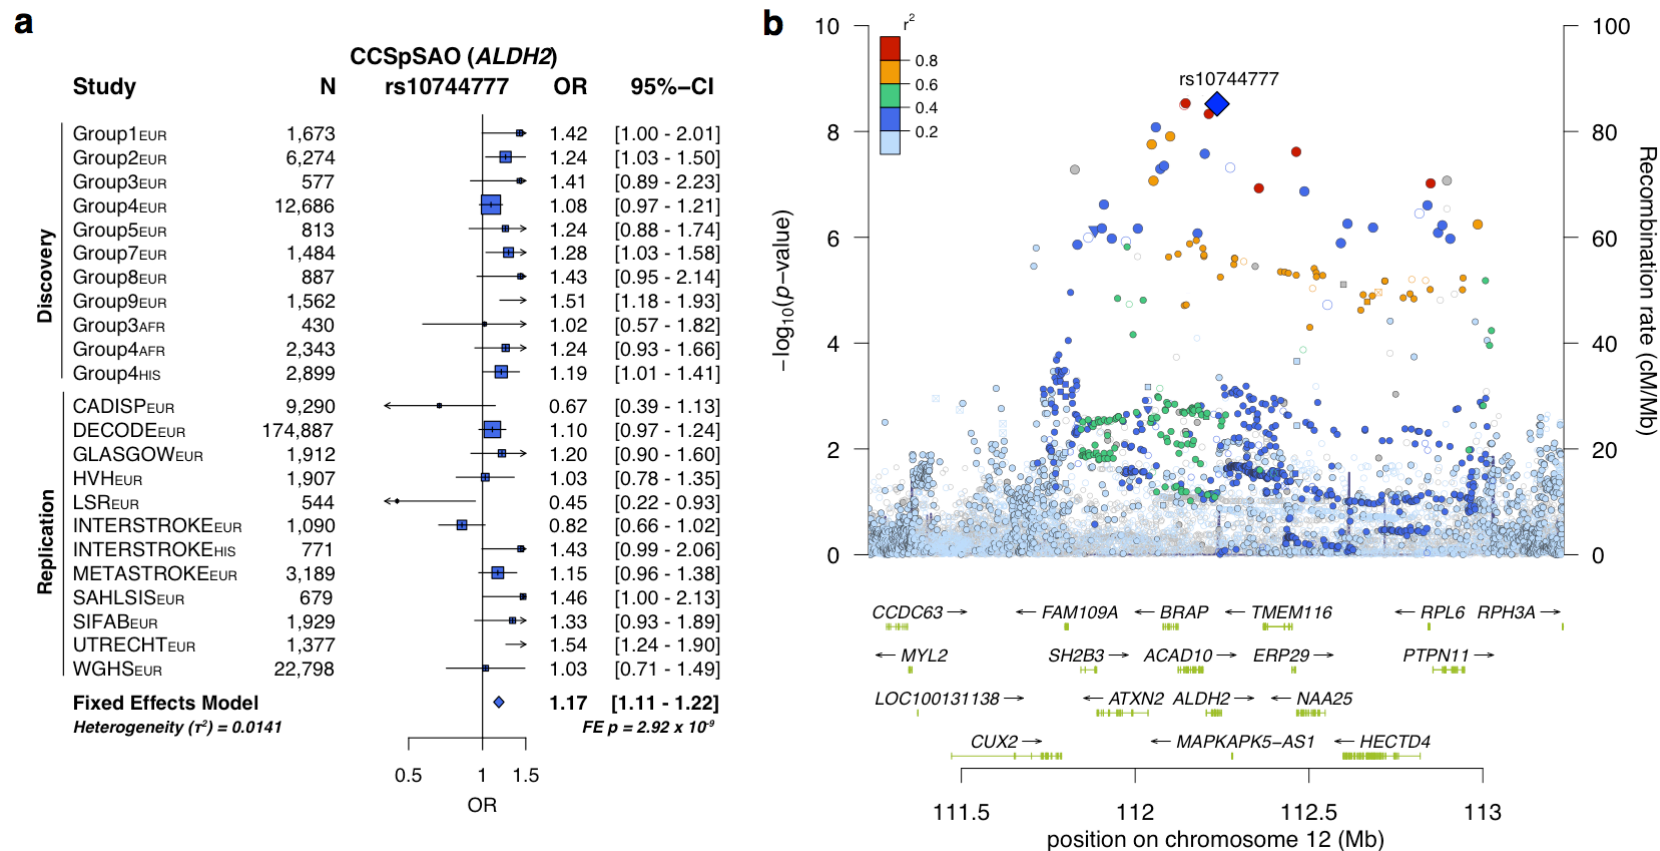 a
CCSpSAO (ALDH2)
Study N rs10744777 OR 95%–CI
Discovery
Group1EUR 1,673 1.42 [1.00 - 2.01]
Group2EUR 6,274 1.24 [1.03 - 1.50]
Group3EUR 577 1.41 [0.89 - 2.23]
Group4EUR 12,686 1.08 [0.97 - 1.21]
Group5EUR 813 1.24 [0.88 - 1.74]
Group7EUR 1,484 1.28 [1.03 - 1.58]
Group8EUR 887 1.43 [0.95 - 2.14]
Group9EUR 1,562 1.51 [1.18 - 1.93]
Group3AFR 430 1.02 [0.57 - 1.82]
Group4AFR 2,343 1.24 [0.93 - 1.66]
Group4HIS 2,899 1.19 [1.01 - 1.41]
Replication
CADISPEUR 9,290 0.67 [0.39 - 1.13]
DECODEEUR 174,887 1.10 [0.97 - 1.24]
GLASGOWEUR 1,912 1.20 [0.90 - 1.60]
HVHEUR 1,907 1.03 [0.78 - 1.35]
LSREUR 544 0.45 [0.22 - 0.93]
INTERSTROKEEUR 1,090 0.82 [0.66 - 1.02]
INTERSTROKEHIS 771 1.43 [0.99 - 2.06]
METASTROKEEUR 3,189 1.15 [0.96 - 1.38]
SAHLSISEUR 679 1.46 [1.00 - 2.13]
SIFABEUR 1,929 1.33 [0.93 - 1.89]
UTRECHTEUR 1,377 1.54 [1.24 - 1.90]
WGHSEUR 22,798 1.03 [0.71 - 1.49]
Fixed Effects Model 1.17 [1.11 - 1.22]
Heterogeneity (τ²) = 0.0141 FE p = 2.92 x 10⁻⁹
0.5 1 1.5
OR
b
r²
0.8
0.6
0.4
0.2
rs10744777
10
8
6
4
2
0
−log₁₀(p−value)
100
80
60
40
20
0
Recombination rate (cM/Mb)
CCDC63 → ← FAM109A ← BRAP ← TMEM116 ← RPL6 RPH3A →
← MYL2 SH2B3 → ACAD10 → ERP29 → PTPN11 →
LOC100131138 → ← ATXN2 ALDH2 → ← NAA25
CUX2 → ← MAPKAPK5−AS1 ← HECTD4
111.5 112 112.5 113
position on chromosome 12 (Mb)